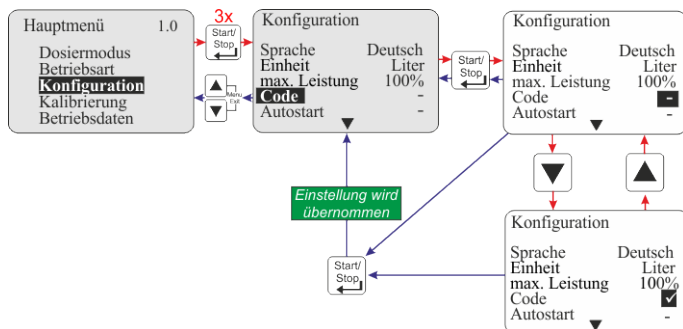 Hauptmenü 1.0
Dosiermodus
Betriebsart
Konfiguration
Kalibrierung
Betriebsdaten
3x
Start/
Stop
Menu
Exit
Konfiguration
Sprache Deutsch
Einheit Liter
max. Leistung 100%
Code -
Autostart -
Start/
Stop
Konfiguration
Sprache Deutsch
Einheit Liter
max. Leistung 100%
Code -
Autostart -
Einstellung wird
übernommen
Start/
Stop
Konfiguration
Sprache Deutsch
Einheit Liter
max. Leistung 100%
Code ✓
Autostart -